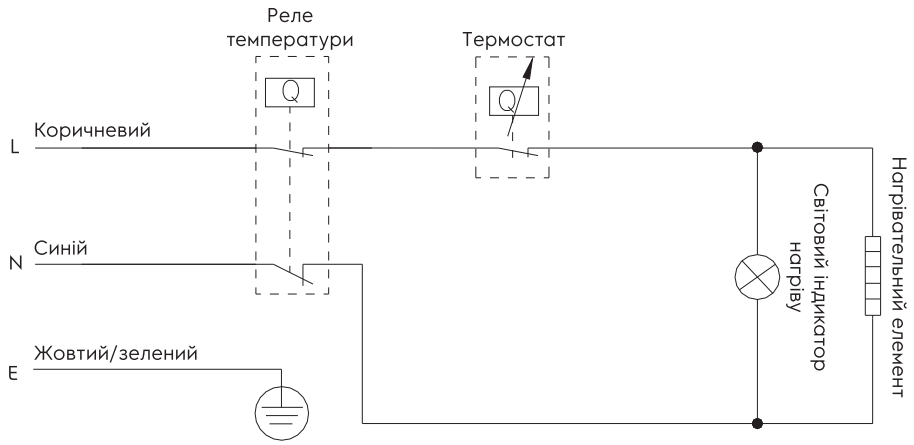 Реле
температури
Термостат
Q
Q
L
Коричневий
N
Синій
E
Жовтий/зелений
Світовий індикатор
нагріву
Нагрівательний елемент